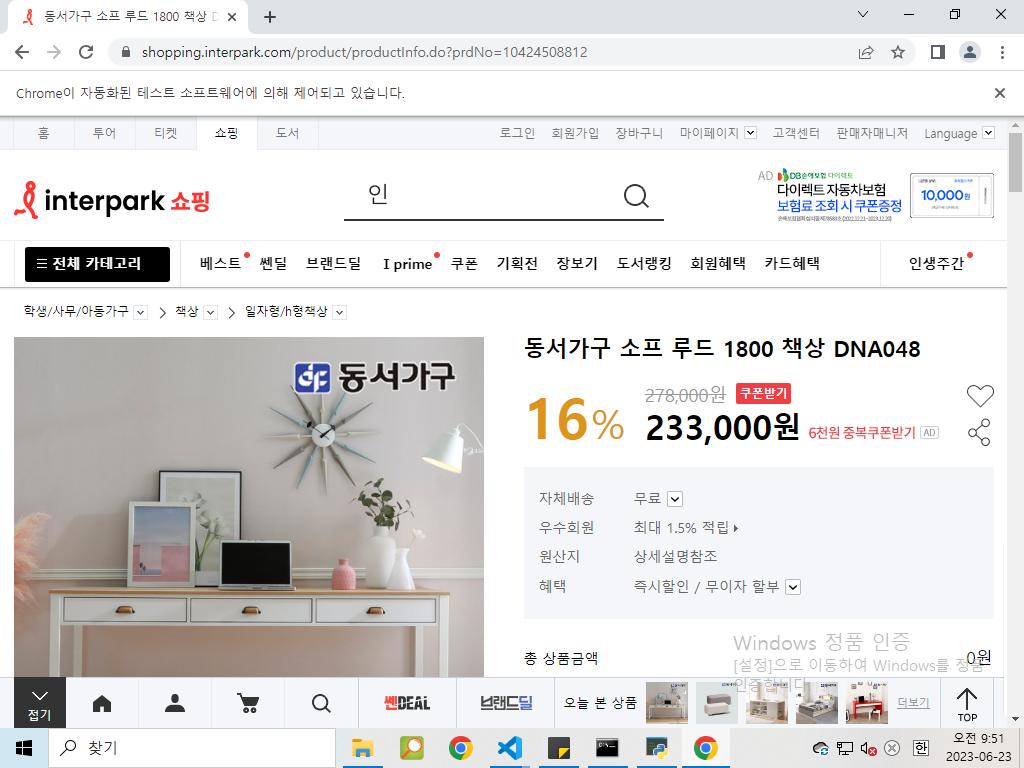 동서가구 소프 루드 1800 책상 D
shopping.interpark.com/product/productInfo.do?prdNo=10424508812
Chrome이 자동화된 테스트 소프트웨어에 의해 제어되고 있습니다.
홈 투어 티켓 쇼핑 도서 로그인 회원가입 장바구니 마이페이지 고객센터 판매자매니저 Language
interpark 쇼핑
인
AD DB손해보험 다이렉트
다이렉트 자동차보험
보험료 조회 시 쿠폰증정
10,000원
전체 카테고리 베스트 쎈딜 브랜드딜 I prime 쿠폰 기획전 장보기 도서랭킹 회원혜택 카드혜택 인생주간
학생/사무/아동가구 책상 일자형/h형책상
동서가구
동서가구 소프 루드 1800 책상 DNA048
16%
278,000원 쿠폰받기
233,000원 6천원 중복쿠폰받기 AD
자체배송 무료
우수회원 최대 1.5% 적립
원산지 상세설명참조
혜택 즉시할인 / 무이자 할부
총 상품금액 0원
Windows 정품 인증
[설정]으로 이동하여 Windows를 정품
인증합니다.
접기 쎈DEAL 브랜드딜 오늘 본 상품 더보기 TOP
찾기
한
오전 9:51
2023-06-23